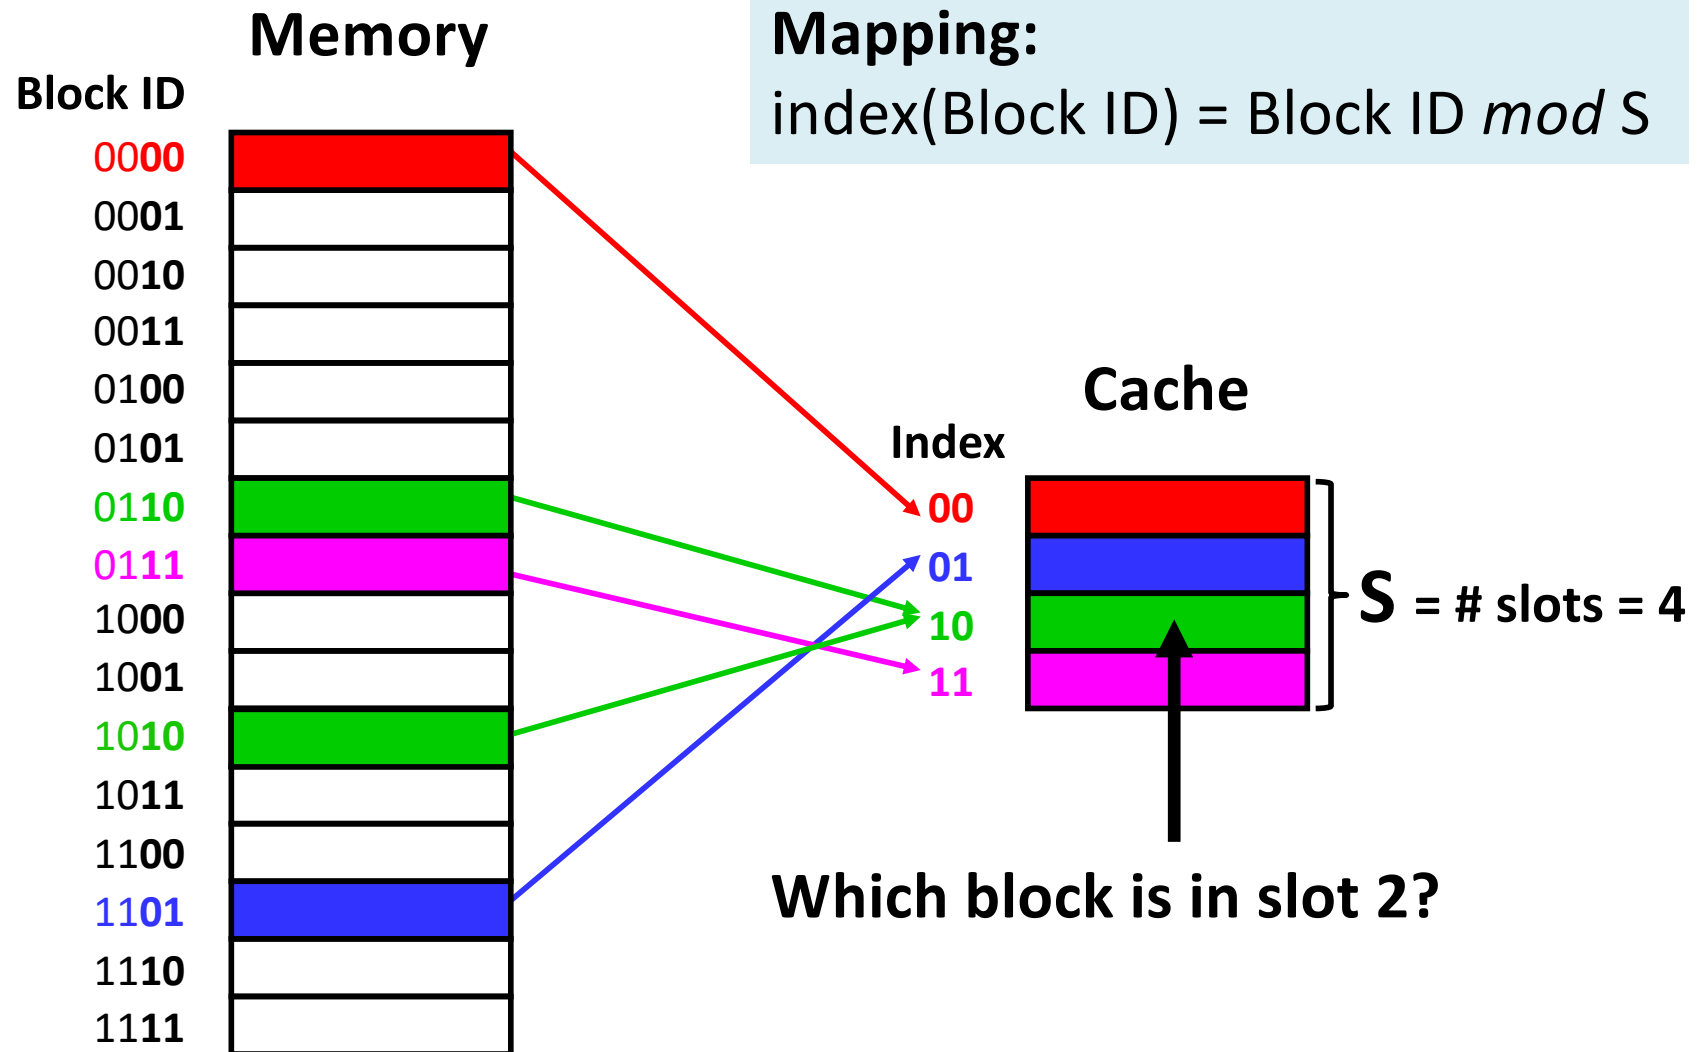 Memory
Block ID
0000
0001
0010
0011
0100
0101
0110
0111
1000
1001
1010
1011
1100
1101
1110
1111
Mapping:
index(Block ID) = Block ID mod S
Cache
Index
00
01
10
11
S = # slots = 4
Which block is in slot 2?